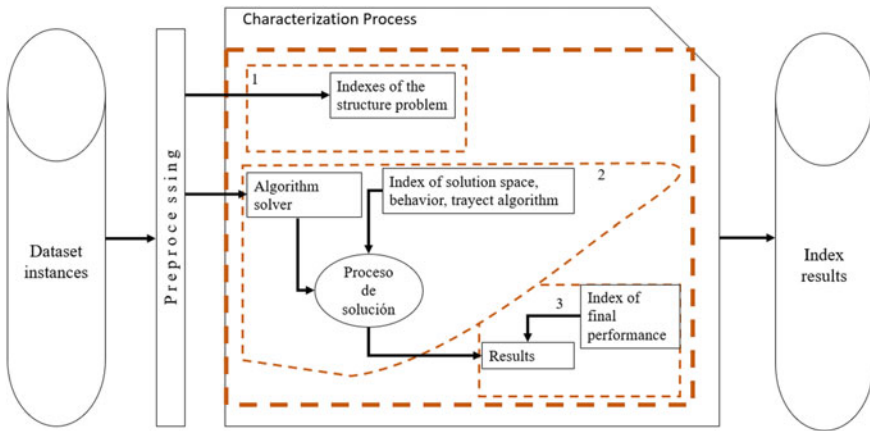 Characterization Process
Dataset
instances
Preprocessing
1
Indexes of the
structure problem
2
Algorithm
solver
Index of solution space,
behavior, trayect algorithm
Proceso
de
solución
3
Index of
final
performance
Results
Index
results